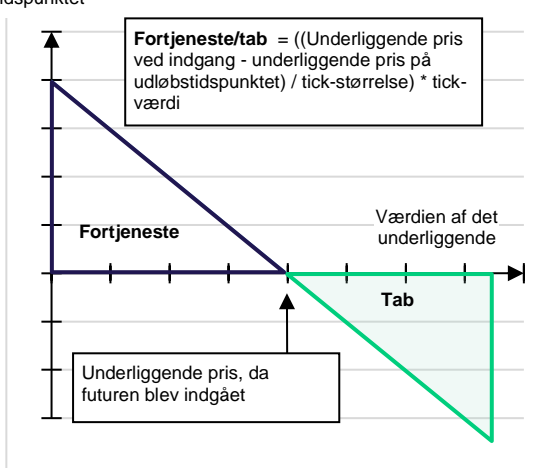 idspunktet
Fortjeneste/tab = ((Underliggende pris
ved indgang - underliggende pris på
udløbstidspunktet) / tick-størrelse) * tick-
værdi
Fortjeneste
Værdien af det
underliggende
Tab
Underliggende pris, da
futuren blev indgået